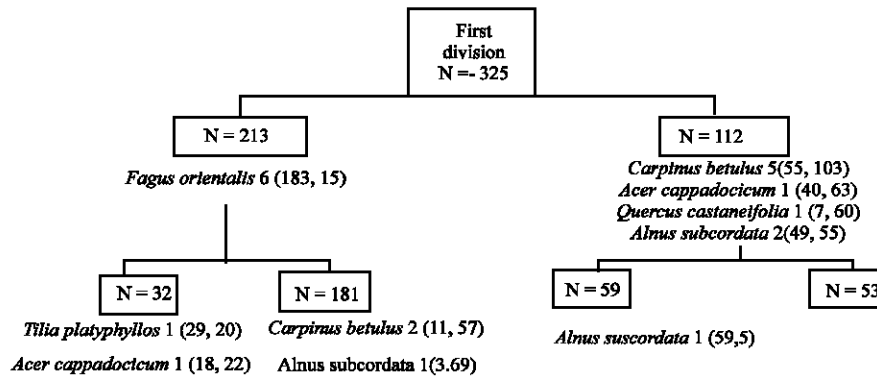 First
division
N =- 325
N = 213
N = 112
Fagus orientalis 6 (183, 15)
Carpinus betulus 5(55, 103)
Acer cappadocicum 1 (40, 63)
Quercus castaneifolia 1 (7, 60)
Alnus subcordata 2(49, 55)
N = 32
N = 181
N = 59
N = 53
Tilia platyphyllos 1 (29, 20)
Carpinus betulus 2 (11, 57)
Alnus suscordata 1 (59,5)
Acer cappadocicum 1 (18, 22)
Alnus subcordata 1(3.69)